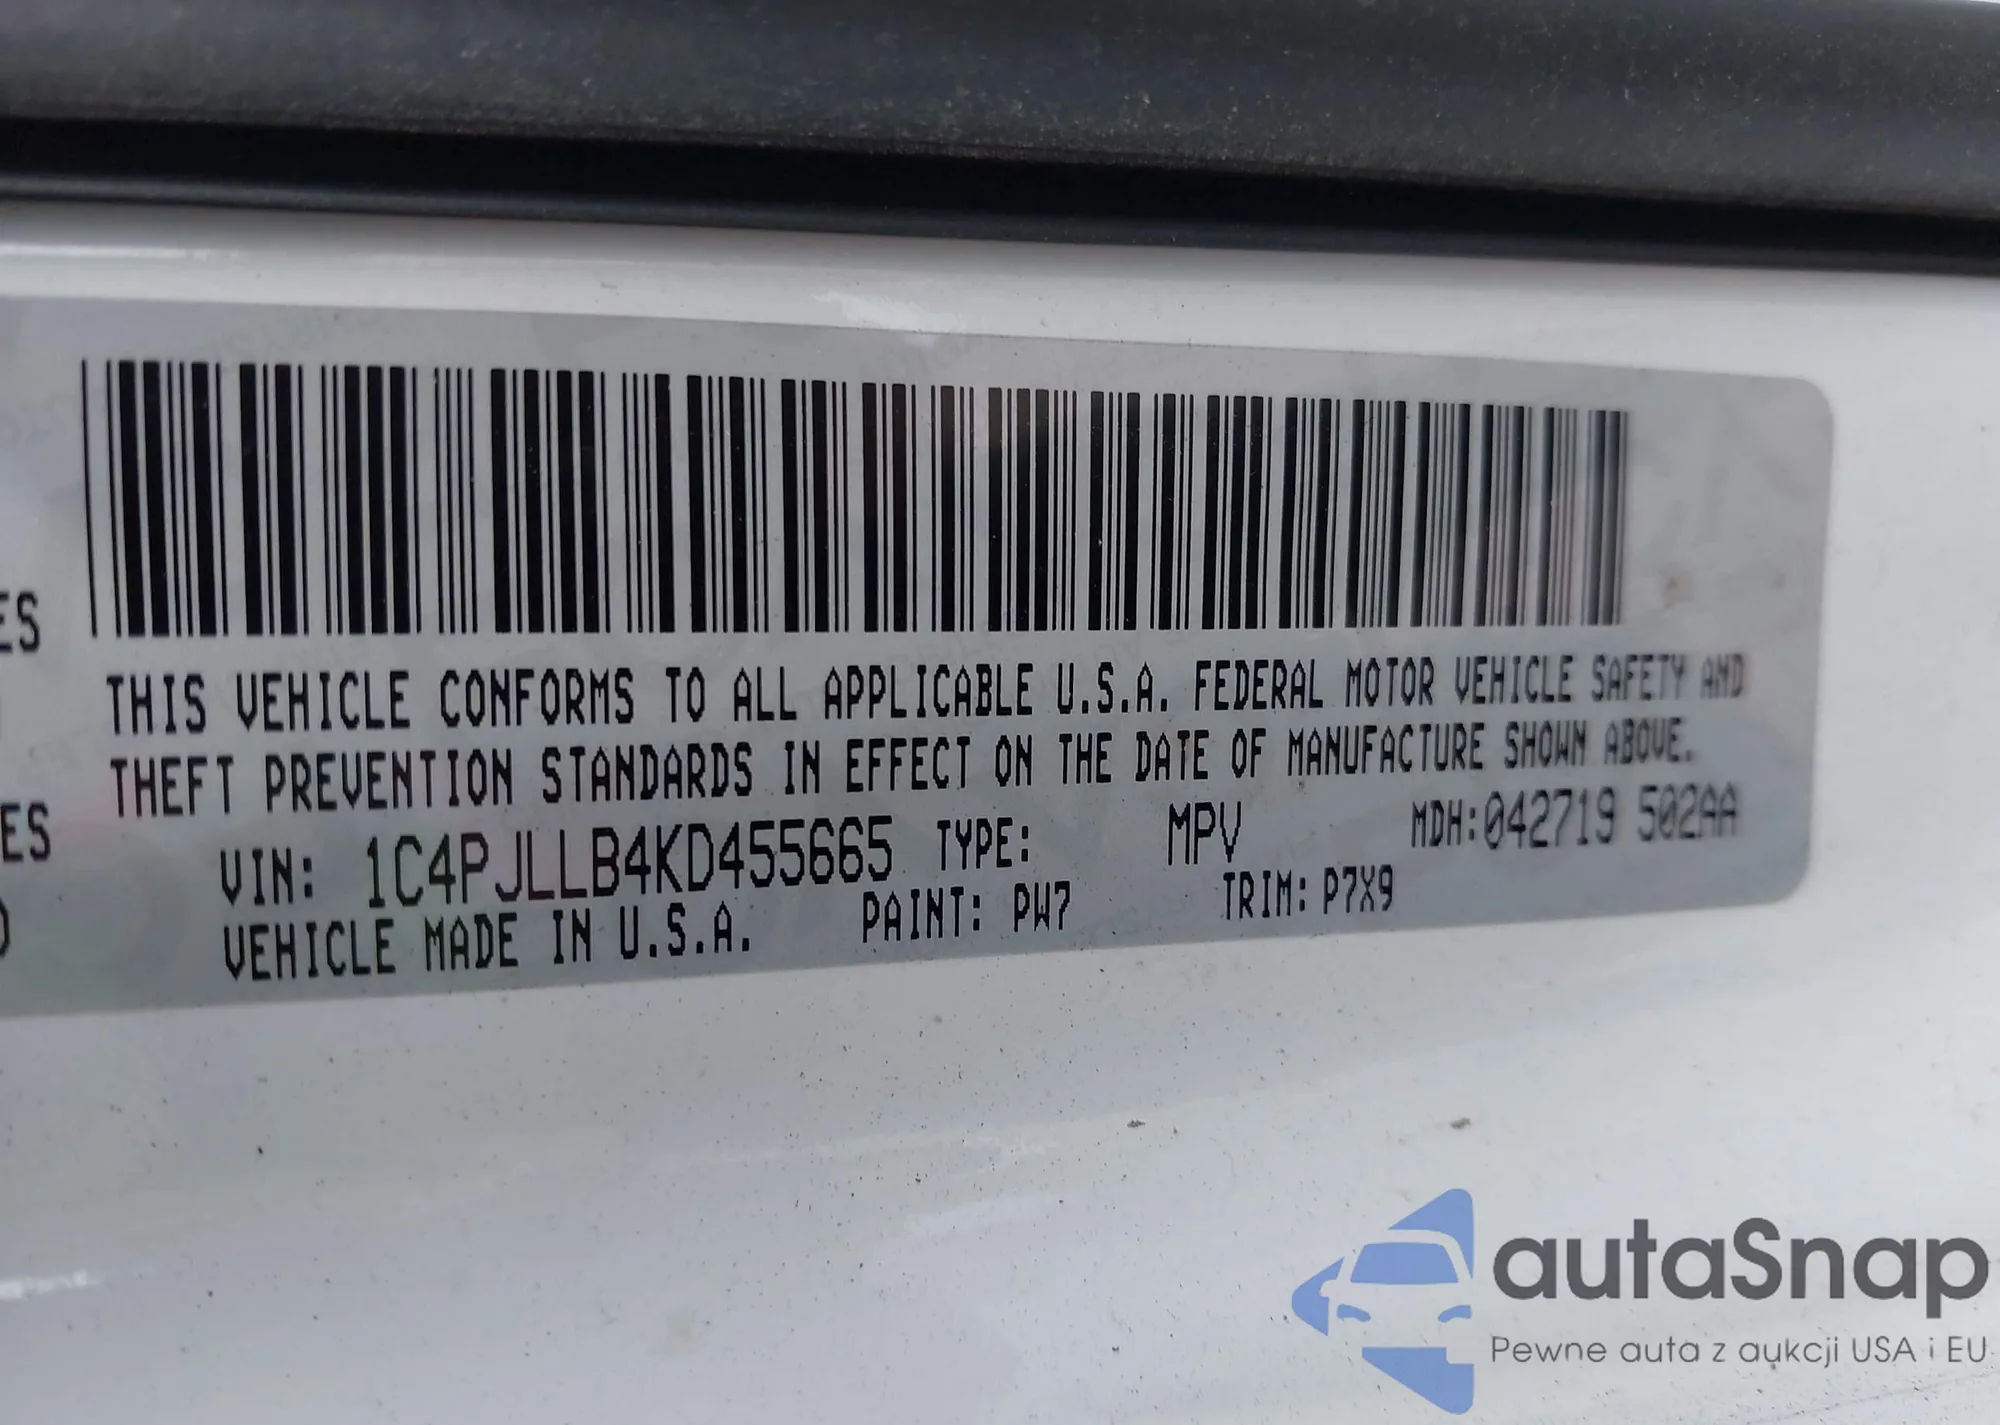 ES
THIS VEHICLE CONFORMS TO ALL APPLICABLE U.S.A. FEDERAL MOTOR VEHICLE SAFETY AND
THEFT PREVENTION STANDARDS IN EFFECT ON THE DATE OF MANUFACTURE SHOWN ABOVE.
ES
VIN: 1C4PJLLB4KD455665 TYPE: MPV MDH:042719 502AA
VEHICLE MADE IN U.S.A. PAINT: PW7 TRIM: P7X9
autaSnap
Pewne auta z aukcji USA i EU